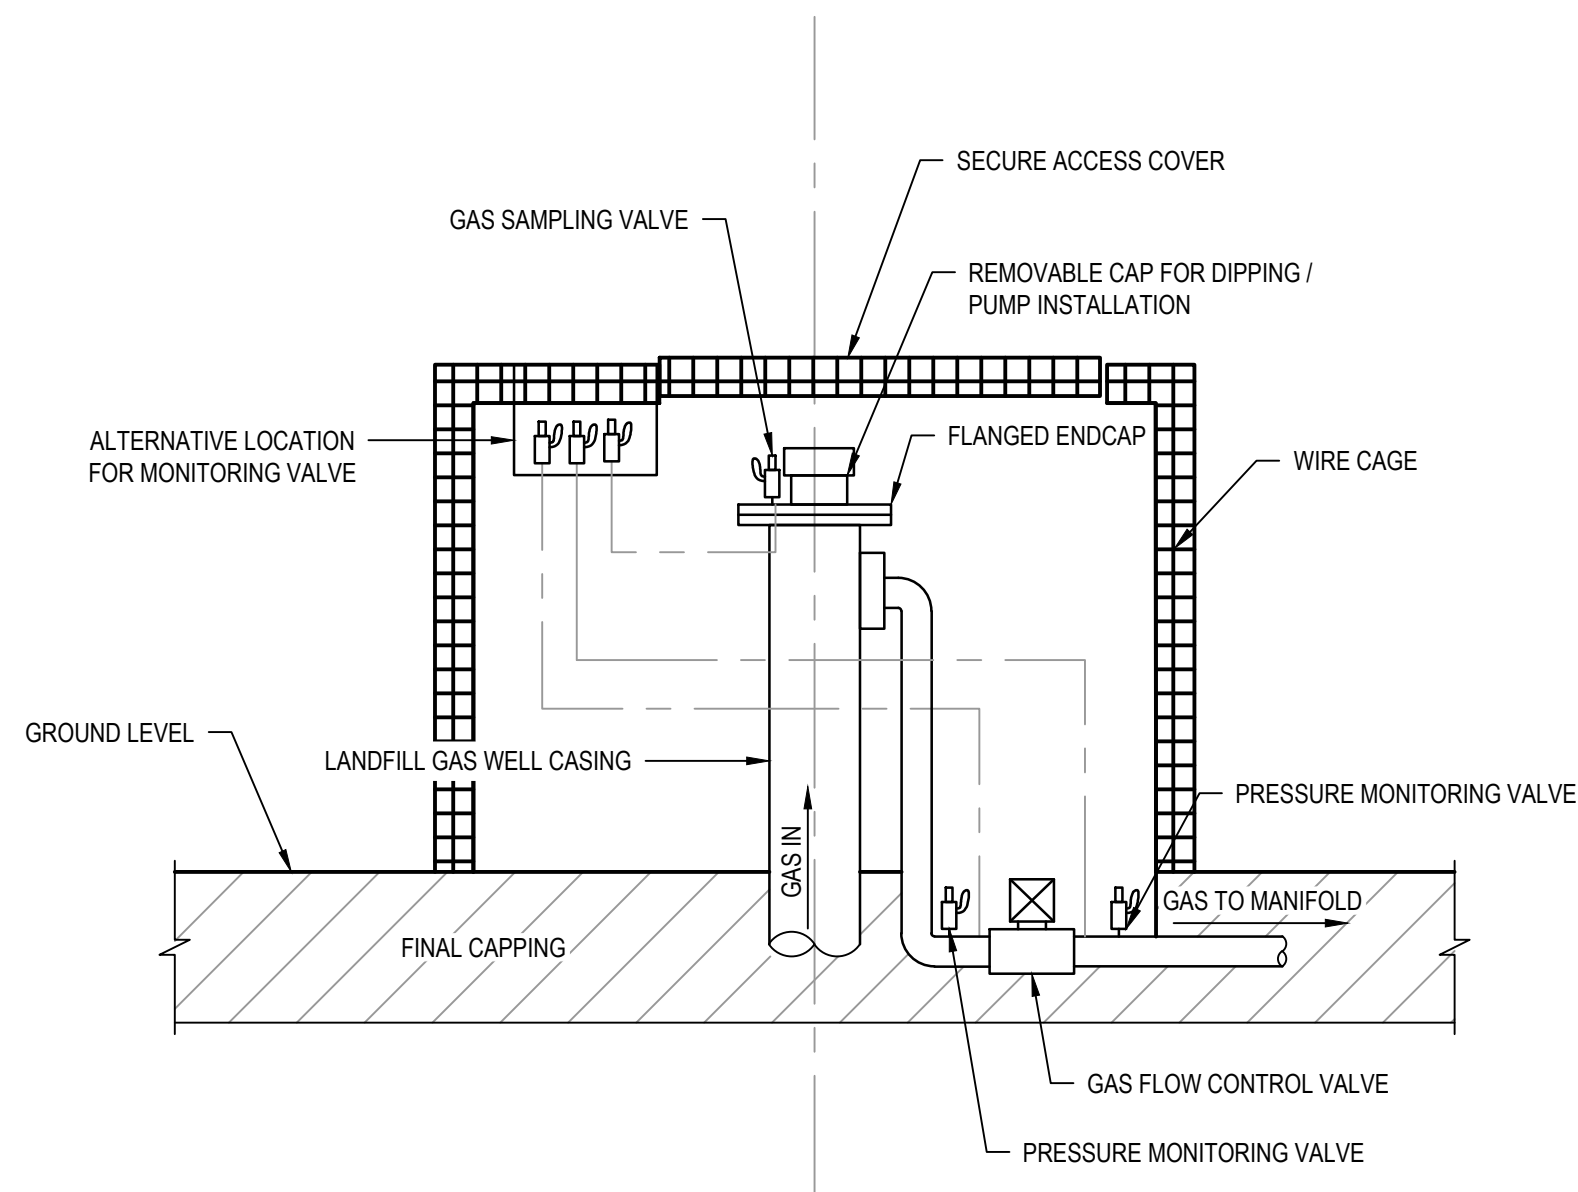 SECURE ACCESS COVER
GAS SAMPLING VALVE
REMOVABLE CAP FOR DIPPING /
PUMP INSTALLATION
ALTERNATIVE LOCATION
FOR MONITORING VALVE
FLANGED ENDCAP
WIRE CAGE
GROUND LEVEL
LANDFILL GAS WELL CASING
PRESSURE MONITORING VALVE
GAS IN
GAS TO MANIFOLD
FINAL CAPPING
GAS FLOW CONTROL VALVE
PRESSURE MONITORING VALVE